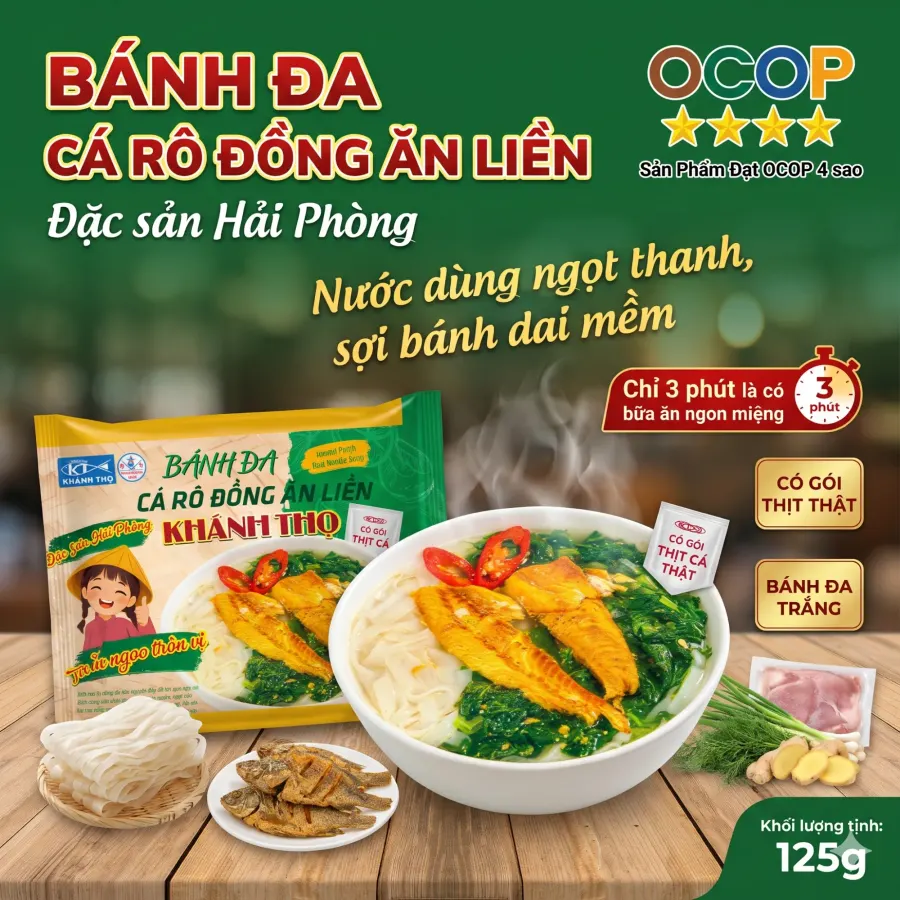 BÁNH ĐA
CÁ RÔ ĐỒNG ĂN LIỀN
Đặc sản Hải Phòng
OCOP
Sản Phẩm Đạt OCOP 4 sao
Nước dùng ngọt thanh,
sợi bánh dai mềm
Chỉ 3 phút là có
bữa ăn ngon miệng
3
phút
CÓ GÓI
THỊT THẬT
BÁNH ĐA
TRẮNG
KT
KHÁNH THỌ
BÁNH ĐA
CÁ RÔ ĐỒNG ĂN LIỀN
KHÁNH THỌ
Đặc sản Hải Phòng
CÓ GÓI
THỊT CÁ
CÓ GÓI
THỊT CÁ
THẬT
Khối lượng tịnh:
125g